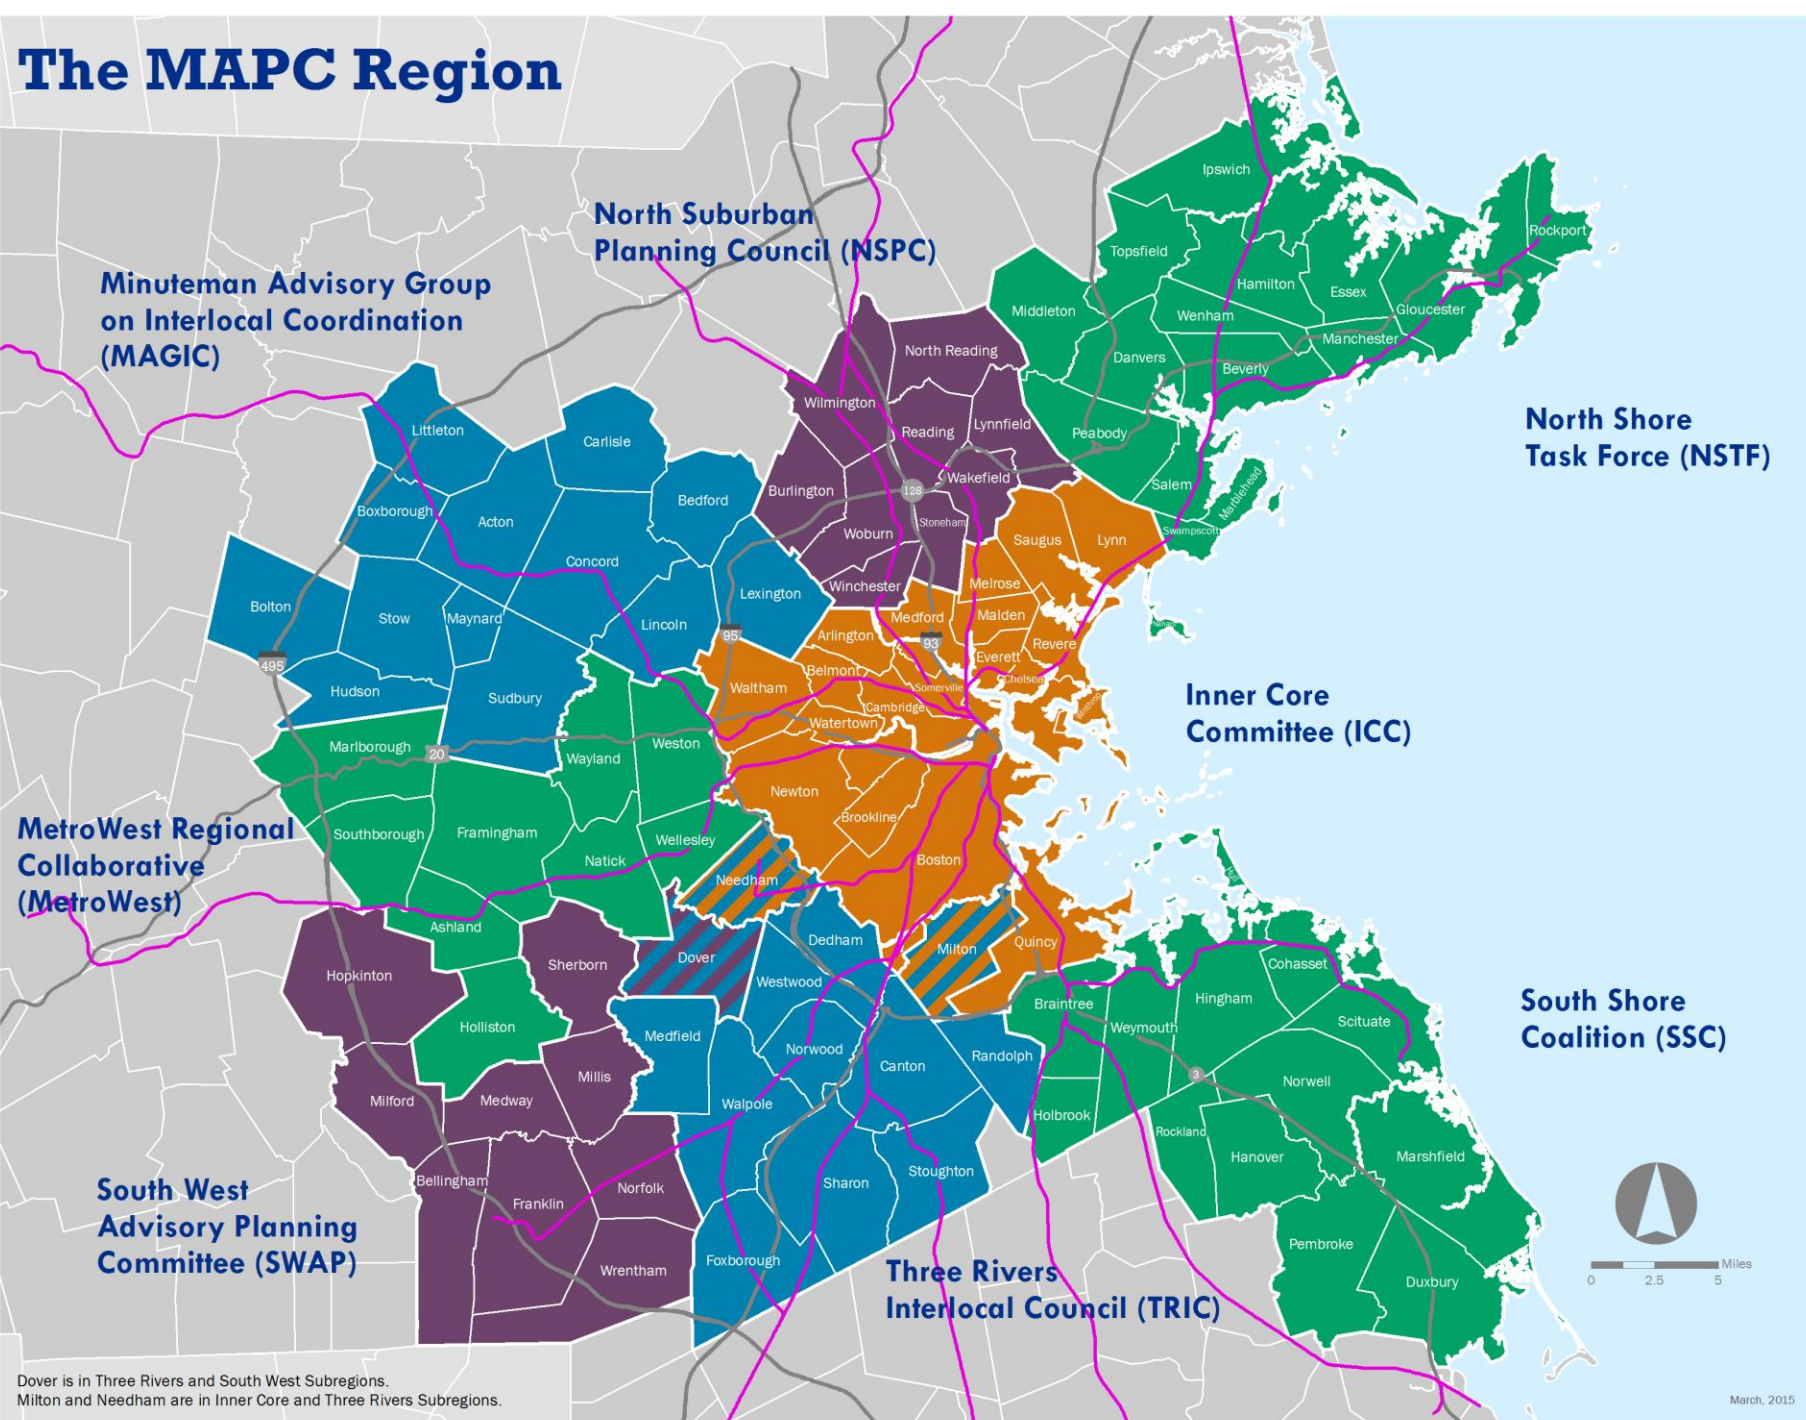 The MAPC Region
North Suburban
Planning Council (NSPC)
Minuteman Advisory Group
on Interlocal Coordination
(MAGIC)
North Shore
Task Force (NSTF)
Inner Core
Committee (ICC)
MetroWest Regional
Collaborative
(MetroWest)
South Shore
Coalition (SSC)
South West
Advisory Planning
Committee (SWAP)
Three Rivers
Interlocal Council (TRIC)
Ipswich
Rockport
Topsfield
Hamilton
Essex
Gloucester
Middleton
Wenham
Manchester
Danvers
Beverly
Peabody
Salem
Marblehead
Swampscott
Nahant
North Reading
Wilmington
Reading
Lynnfield
Wakefield
Burlington
128
Stoneham
Woburn
Winchester
Littleton
Carlisle
Bedford
Boxborough
Acton
Concord
Lexington
Bolton
Stow
Maynard
Lincoln
95
495
Hudson
Sudbury
Saugus
Lynn
Melrose
Medford
Malden
Arlington
93
Revere
Everett
Belmont
Chelsea
Waltham
Somerville
Cambridge
Winthrop
Watertown
Newton
Brookline
Boston
Needham
Milton
Quincy
Marlborough
20
Wayland
Weston
Southborough
Framingham
Natick
Wellesley
Ashland
Holliston
Hopkinton
Sherborn
Dover
Milford
Medway
Millis
Bellingham
Franklin
Norfolk
Wrentham
Dedham
Westwood
Medfield
Norwood
Canton
Randolph
Walpole
Sharon
Stoughton
Foxborough
Hull
Cohasset
Hingham
Braintree
Weymouth
Scituate
3
Norwell
Holbrook
Rockland
Hanover
Marshfield
Pembroke
Duxbury
Miles
0 2.5 5
Dover is in Three Rivers and South West Subregions.
Milton and Needham are in Inner Core and Three Rivers Subregions.
March, 2015